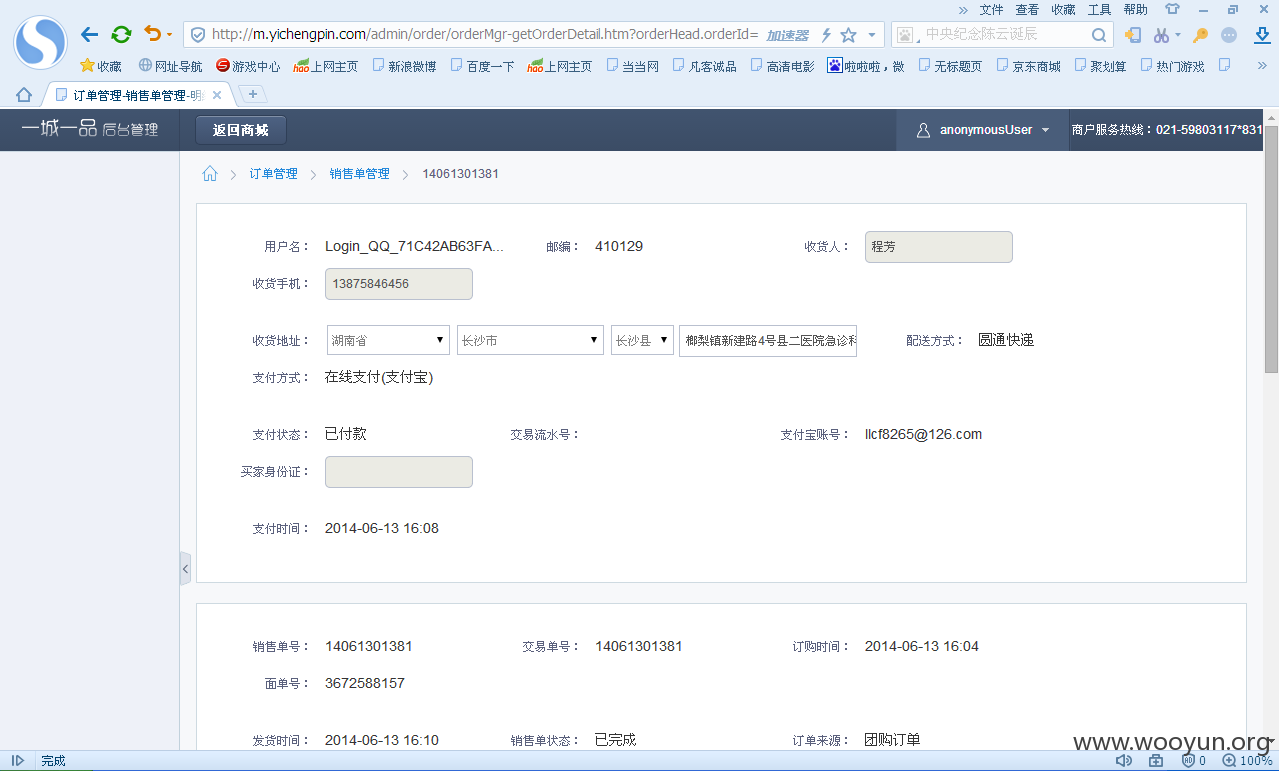 文件 查看 收藏 工具 帮助
http://m.yichengpin.com/admin/order/orderMgr-getOrderDetail.htm?orderHead.orderId= 加速器 中央纪念陈云诞辰
收藏 网址导航 游戏中心 hao上网主页 新浪微博 百度一下 hao上网主页 当当网 凡客诚品 高清电影 啦啦啦，微 无标题页 京东商城 聚划算 热门游戏
订单管理-销售单管理-明
一城一品 后台管理 返回商城 anonymousUser 商户服务热线：021-59803117*831
订单管理 销售单管理 14061301381
用户名： Login_QQ_71C42AB63FA... 邮编： 410129 收货人： 程芳
收货手机： 13875846456
收货地址： 湖南省 长沙市 长沙县 榔梨镇新建路4号县二医院急诊科 配送方式： 圆通快递
支付方式： 在线支付(支付宝)
支付状态： 已付款 交易流水号： 支付宝账号： llcf8265@126.com
买家身份证：
支付时间： 2014-06-13 16:08
销售单号： 14061301381 交易单号： 14061301381 订购时间： 2014-06-13 16:04
面单号： 3672588157
发货时间： 2014-06-13 16:10 销售单状态： 已完成 订单来源： 团购订单
www.wooyun.org
完成 0 100%